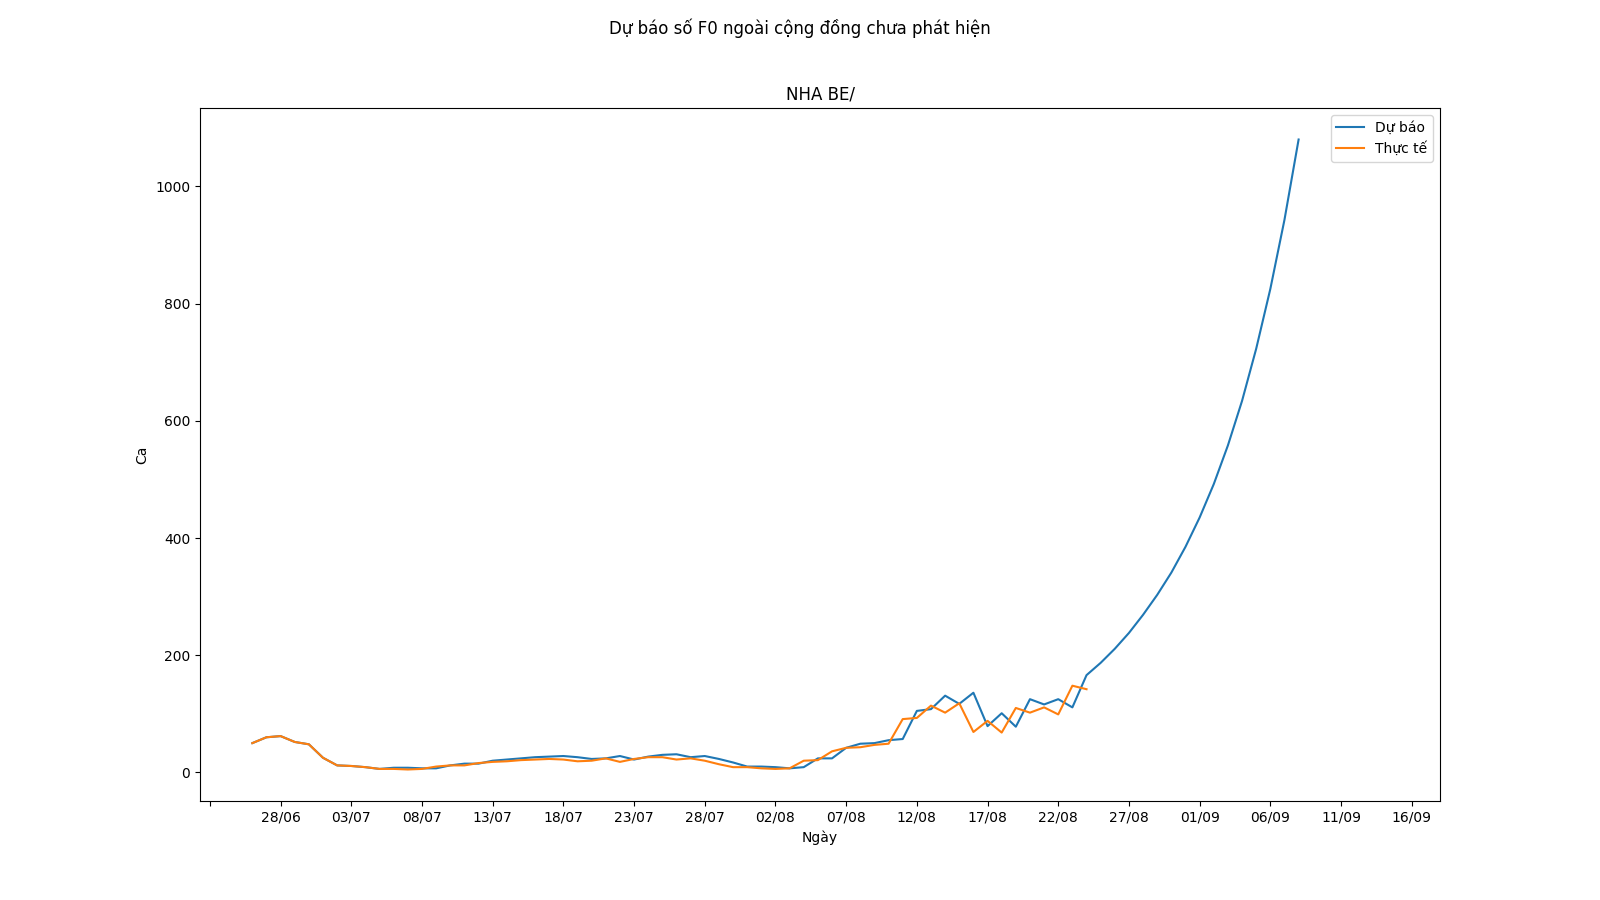 Dự báo số F0 ngoài cộng đồng chưa phát hiện
NHA BE/
Dự báo
Thực tế
1000
800
600
400
200
0
Ca
28/06 03/07 08/07 13/07 18/07 23/07 28/07 02/08 07/08 12/08 17/08 22/08 27/08 01/09 06/09 11/09 16/09
Ngày